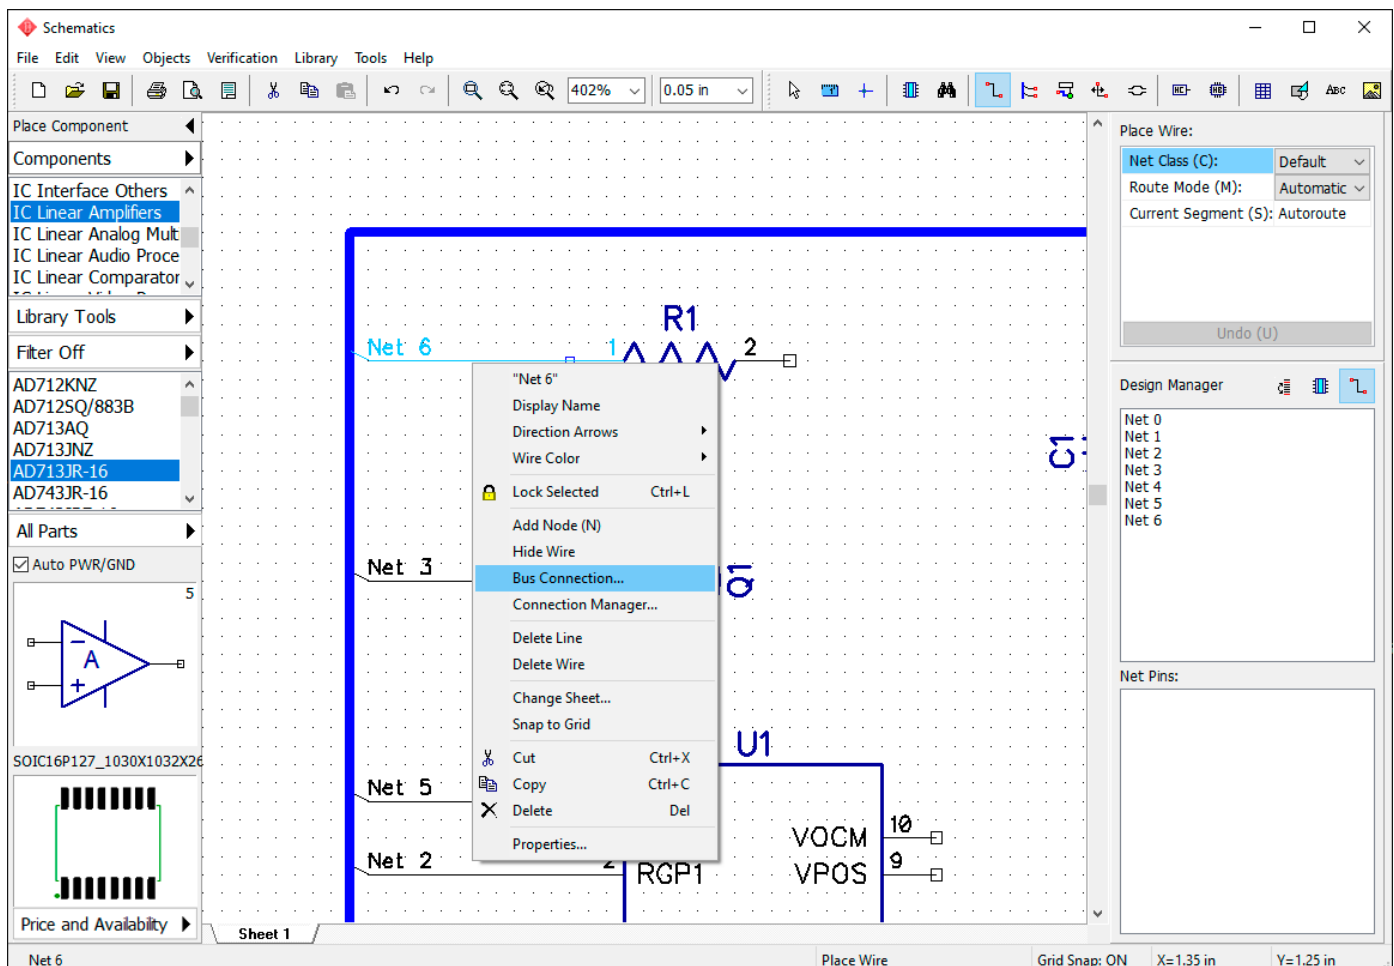 Schematics
File Edit View Objects Verification Library Tools Help
402% 0.05 in ABC
Place Component
Components
IC Interface Others
IC Linear Amplifiers
IC Linear Analog Mult
IC Linear Audio Proce
IC Linear Comparator
Library Tools
Filter Off
AD712KNZ
AD712SQ/883B
AD713AQ
AD713JNZ
AD713JR-16
AD743JR-16
All Parts
Auto PWR/GND
5
A
SOIC16P127_1030X1032X26
Price and Availability
R1
Net 6 1 2
C1
Net 3
Q1
U1
Net 5
Net 2 2
RGP1
VOCM 10
VPOS 9
"Net 6"
Display Name
Direction Arrows
Wire Color
Lock Selected Ctrl+L
Add Node (N)
Hide Wire
Bus Connection...
Connection Manager...
Delete Line
Delete Wire
Change Sheet...
Snap to Grid
Cut Ctrl+X
Copy Ctrl+C
Delete Del
Properties...
Sheet 1
Place Wire:
Net Class (C): Default
Route Mode (M): Automatic
Current Segment (S): Autoroute
Undo (U)
Design Manager
Net 0
Net 1
Net 2
Net 3
Net 4
Net 5
Net 6
Net Pins:
Net 6 Place Wire Grid Snap: ON X=1.35 in Y=1.25 in